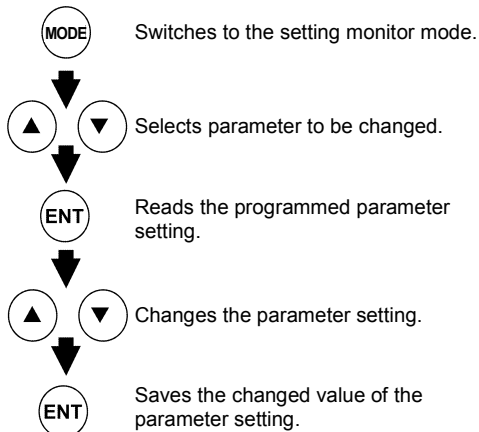 MODE Switches to the setting monitor mode.
▲ ▼ Selects parameter to be changed.
ENT Reads the programmed parameter
setting.
▲ ▼ Changes the parameter setting.
ENT Saves the changed value of the
parameter setting.